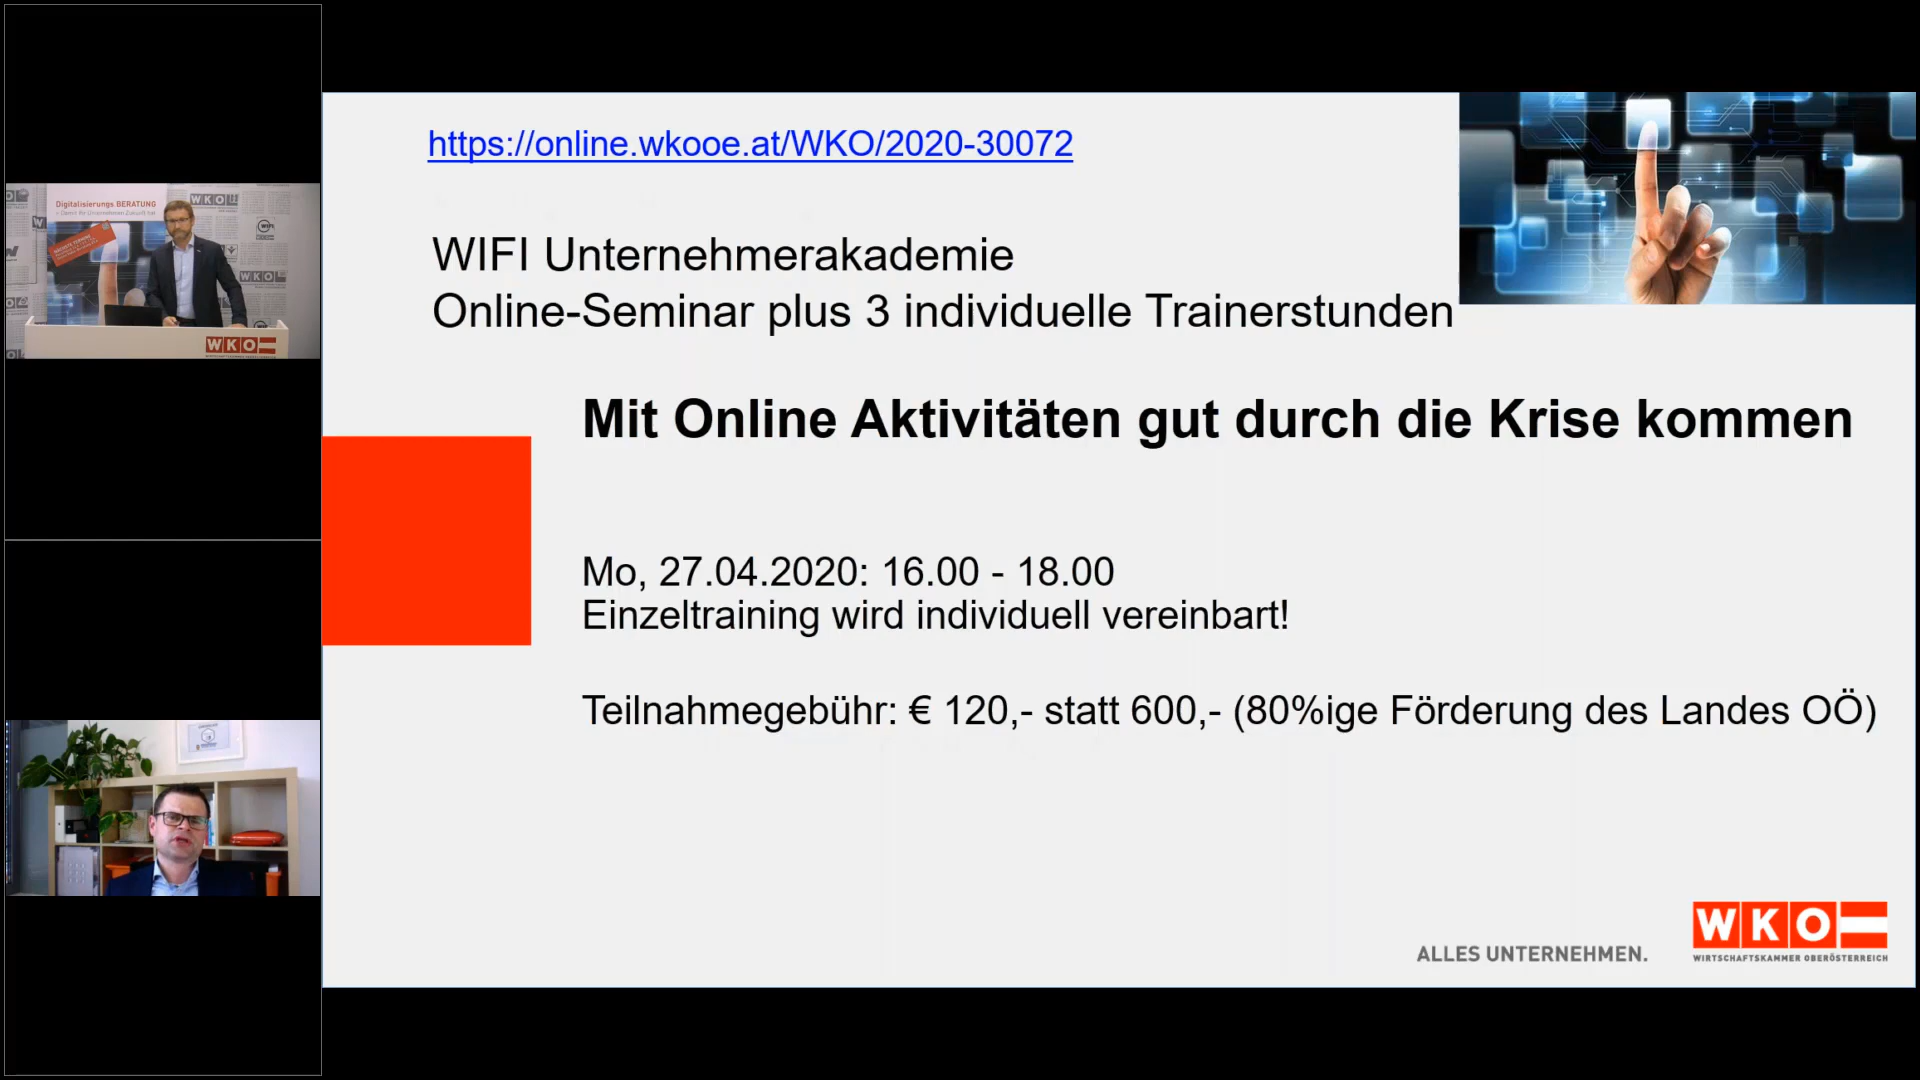 https://online.wkooe.at/WKO/2020-30072
WIFI Unternehmerakademie
Online-Seminar plus 3 individuelle Trainerstunden
Mit Online Aktivitäten gut durch die Krise kommen
Mo, 27.04.2020: 16.00 - 18.00
Einzeltraining wird individuell vereinbart!
Teilnahmegebühr: € 120,- statt 600,- (80%ige Förderung des Landes OÖ)
ALLES UNTERNEHMEN.
WKO
WIRTSCHAFTSKAMMER OBERÖSTERREICH
Digitalisierungs BERATUNG
WKO
WKO
WKO